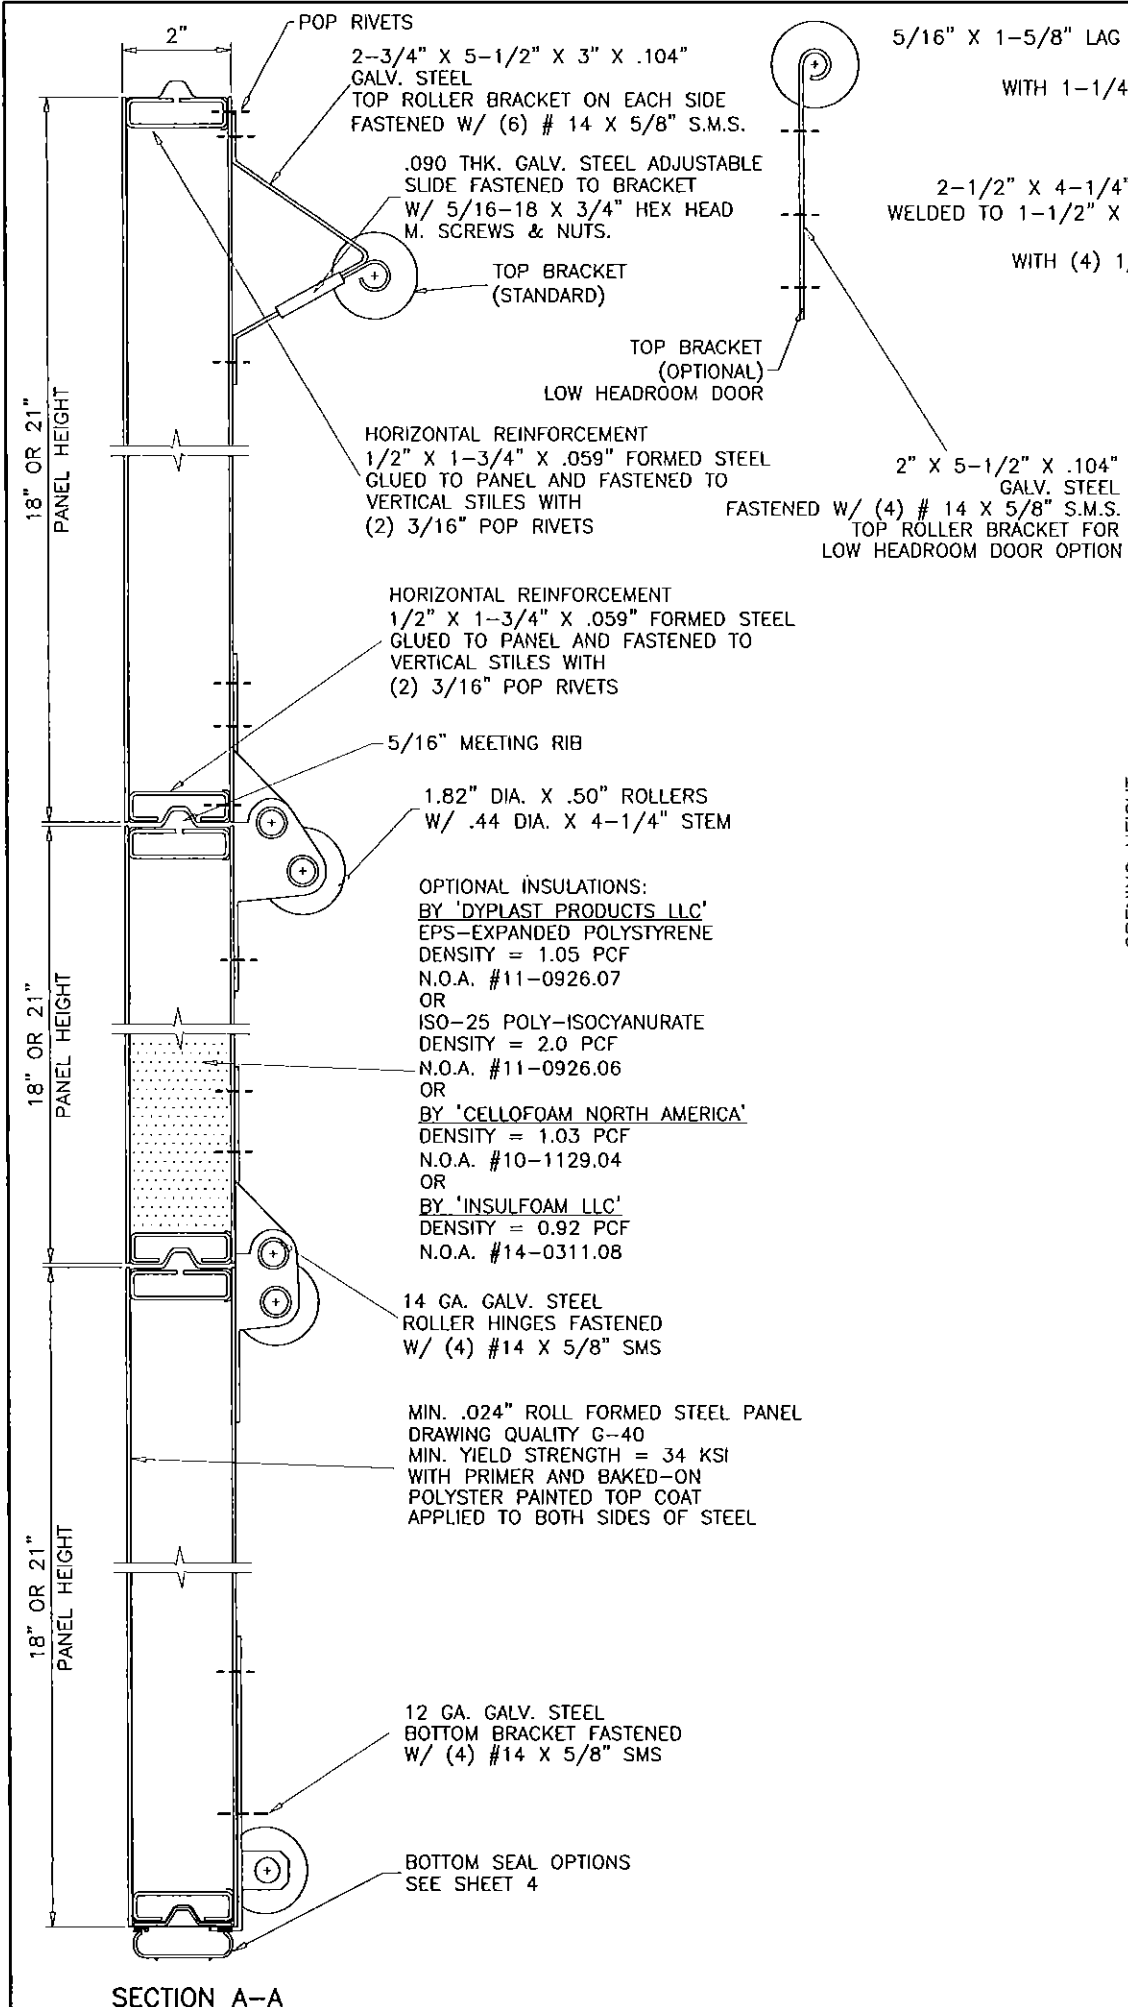 2"
POP RIVETS
2-3/4" X 5-1/2" X 3" X .104"
GALV. STEEL
TOP ROLLER BRACKET ON EACH SIDE
FASTENED W/ (6) # 14 X 5/8" S.M.S.
.090 THK. GALV. STEEL ADJUSTABLE
SLIDE FASTENED TO BRACKET
W/ 5/16-18 X 3/4" HEX HEAD
M. SCREWS & NUTS.
TOP BRACKET
(STANDARD)
5/16" X 1-5/8" LAG
WITH 1-1/4
2-1/2" X 4-1/4"
WELDED TO 1-1/2" X
WITH (4) 1/
TOP BRACKET
(OPTIONAL)
LOW HEADROOM DOOR
2" X 5-1/2" X .104"
GALV. STEEL
FASTENED W/ (4) # 14 X 5/8" S.M.S.
TOP ROLLER BRACKET FOR
LOW HEADROOM DOOR OPTION
18" OR 21"
PANEL HEIGHT
HORIZONTAL REINFORCEMENT
1/2" X 1-3/4" X .059" FORMED STEEL
GLUED TO PANEL AND FASTENED TO
VERTICAL STILES WITH
(2) 3/16" POP RIVETS
HORIZONTAL REINFORCEMENT
1/2" X 1-3/4" X .059" FORMED STEEL
GLUED TO PANEL AND FASTENED TO
VERTICAL STILES WITH
(2) 3/16" POP RIVETS
5/16" MEETING RIB
1.82" DIA. X .50" ROLLERS
W/ .44 DIA. X 4-1/4" STEM
18" OR 21"
PANEL HEIGHT
OPTIONAL INSULATIONS:
BY 'DYPLAST PRODUCTS LLC'
EPS-EXPANDED POLYSTYRENE
DENSITY = 1.05 PCF
N.O.A. #11-0926.07
OR
ISO-25 POLY-ISOCYANURATE
DENSITY = 2.0 PCF
N.O.A. #11-0926.06
OR
BY 'CELLOFOAM NORTH AMERICA'
DENSITY = 1.03 PCF
N.O.A. #10-1129.04
OR
BY 'INSULFOAM LLC'
DENSITY = 0.92 PCF
N.O.A. #14-0311.08
14 GA. GALV. STEEL
ROLLER HINGES FASTENED
W/ (4) #14 X 5/8" SMS
18" OR 21"
PANEL HEIGHT
MIN. .024" ROLL FORMED STEEL PANEL
DRAWING QUALITY G-40
MIN. YIELD STRENGTH = 34 KSI
WITH PRIMER AND BAKED-ON
POLYSTER PAINTED TOP COAT
APPLIED TO BOTH SIDES OF STEEL
12 GA. GALV. STEEL
BOTTOM BRACKET FASTENED
W/ (4) #14 X 5/8" SMS
BOTTOM SEAL OPTIONS
SEE SHEET 4
SECTION A-A